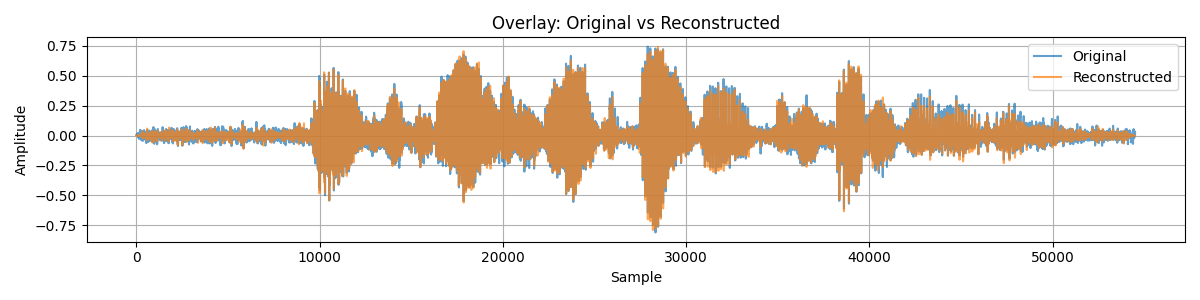 Overlay: Original vs Reconstructed
Original
Reconstructed
Amplitude
0.75
0.50
0.25
0.00
−0.25
−0.50
−0.75
0 10000 20000 30000 40000 50000
Sample